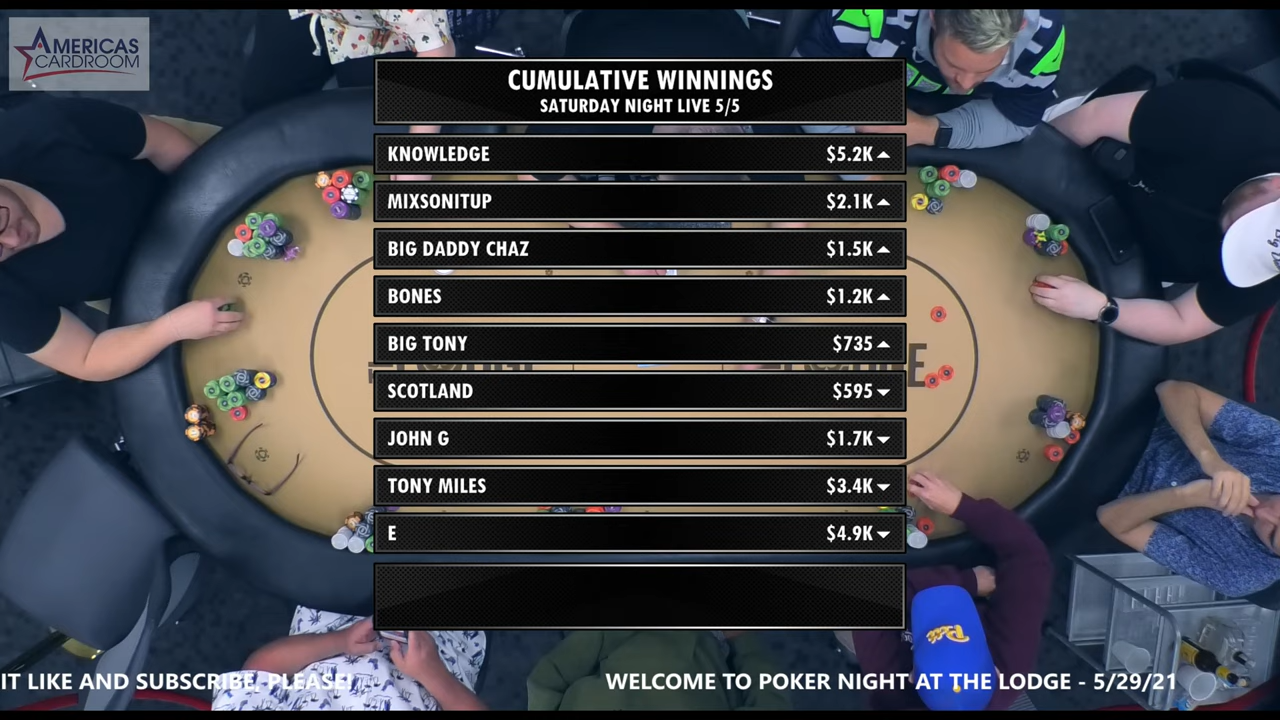 AMERICAS
CARDROOM
CUMULATIVE WINNINGS
SATURDAY NIGHT LIVE 5/5
KNOWLEDGE $5.2K
MIXSONITUP $2.1K
BIG DADDY CHAZ $1.5K
BONES $1.2K
BIG TONY $735
SCOTLAND $595
JOHN G $1.7K
TONY MILES $3.4K
E $4.9K
IT LIKE AND SUBSCRIBE, PLEASE! WELCOME TO POKER NIGHT AT THE LODGE - 5/29/21